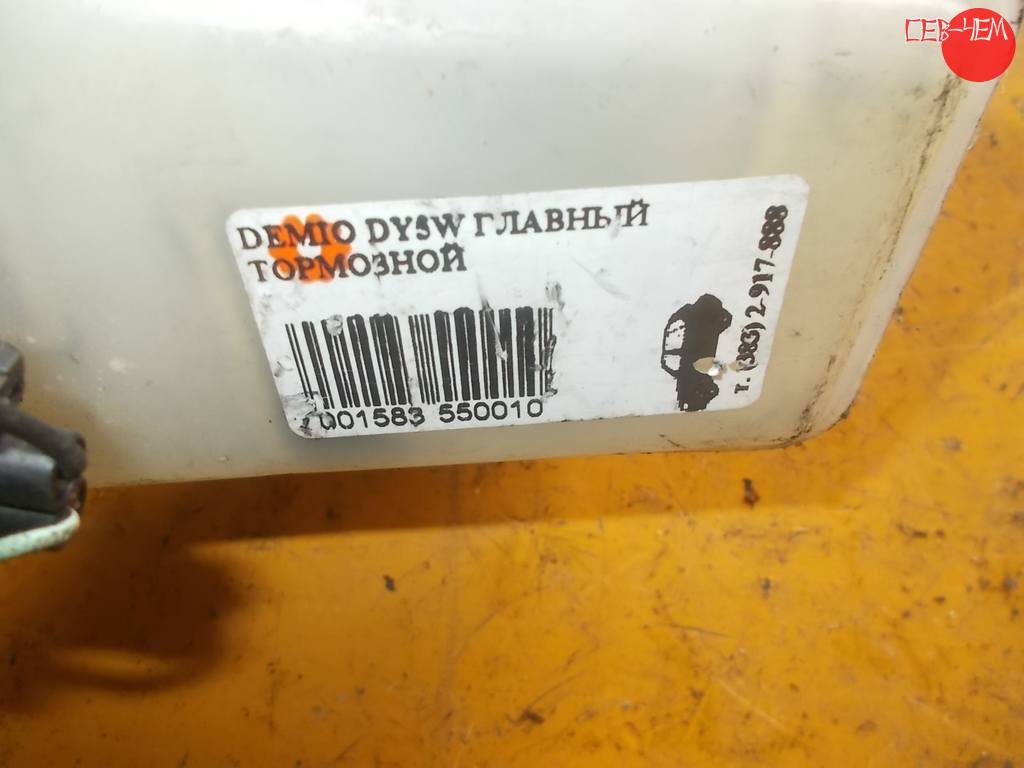 СЕВ-ЧЕМ
DEMIO DY5W ГЛАВНЫЙ
ТОРМОЗНОЙ
001583 550010
т. (383) 2-917-888